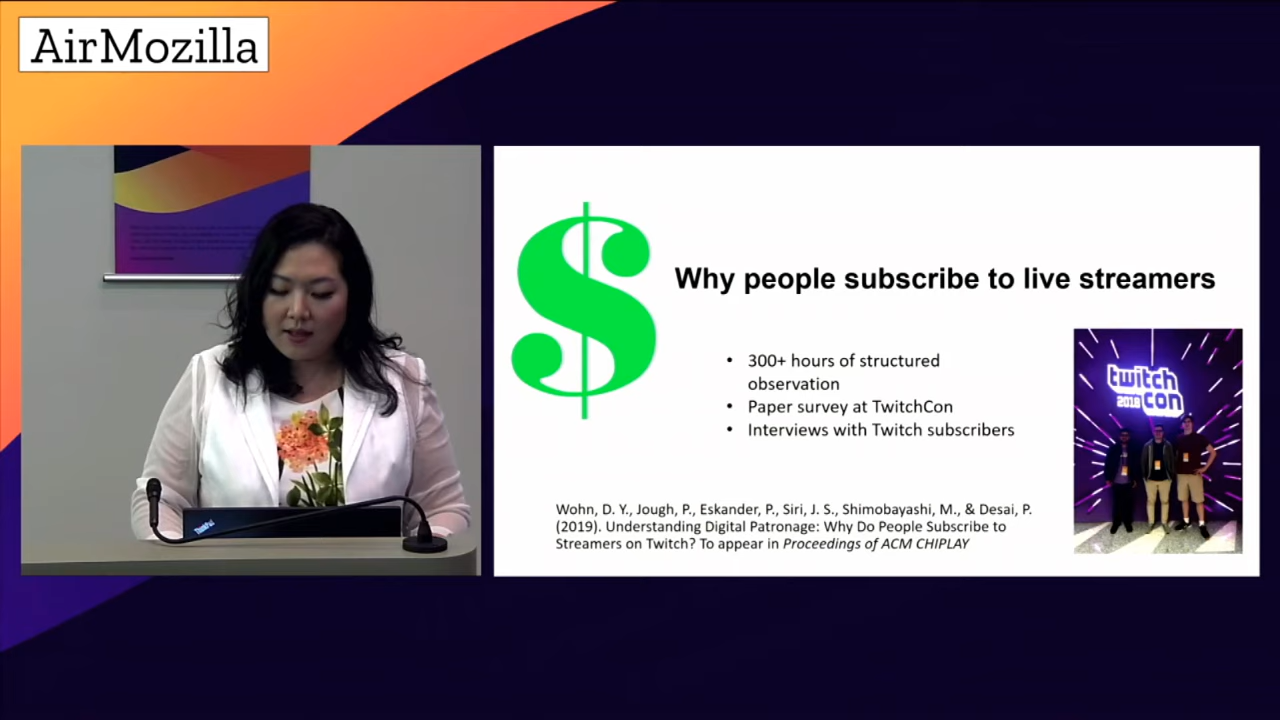 AirMozilla
Why people subscribe to live streamers
• 300+ hours of structured
observation
• Paper survey at TwitchCon
• Interviews with Twitch subscribers
twitch
2018 con
Wohn, D. Y., Jough, P., Eskander, P., Siri, J. S., Shimobayashi, M., & Desai, P.
(2019). Understanding Digital Patronage: Why Do People Subscribe to
Streamers on Twitch? To appear in Proceedings of ACM CHIPLAY
ThinkPad
$